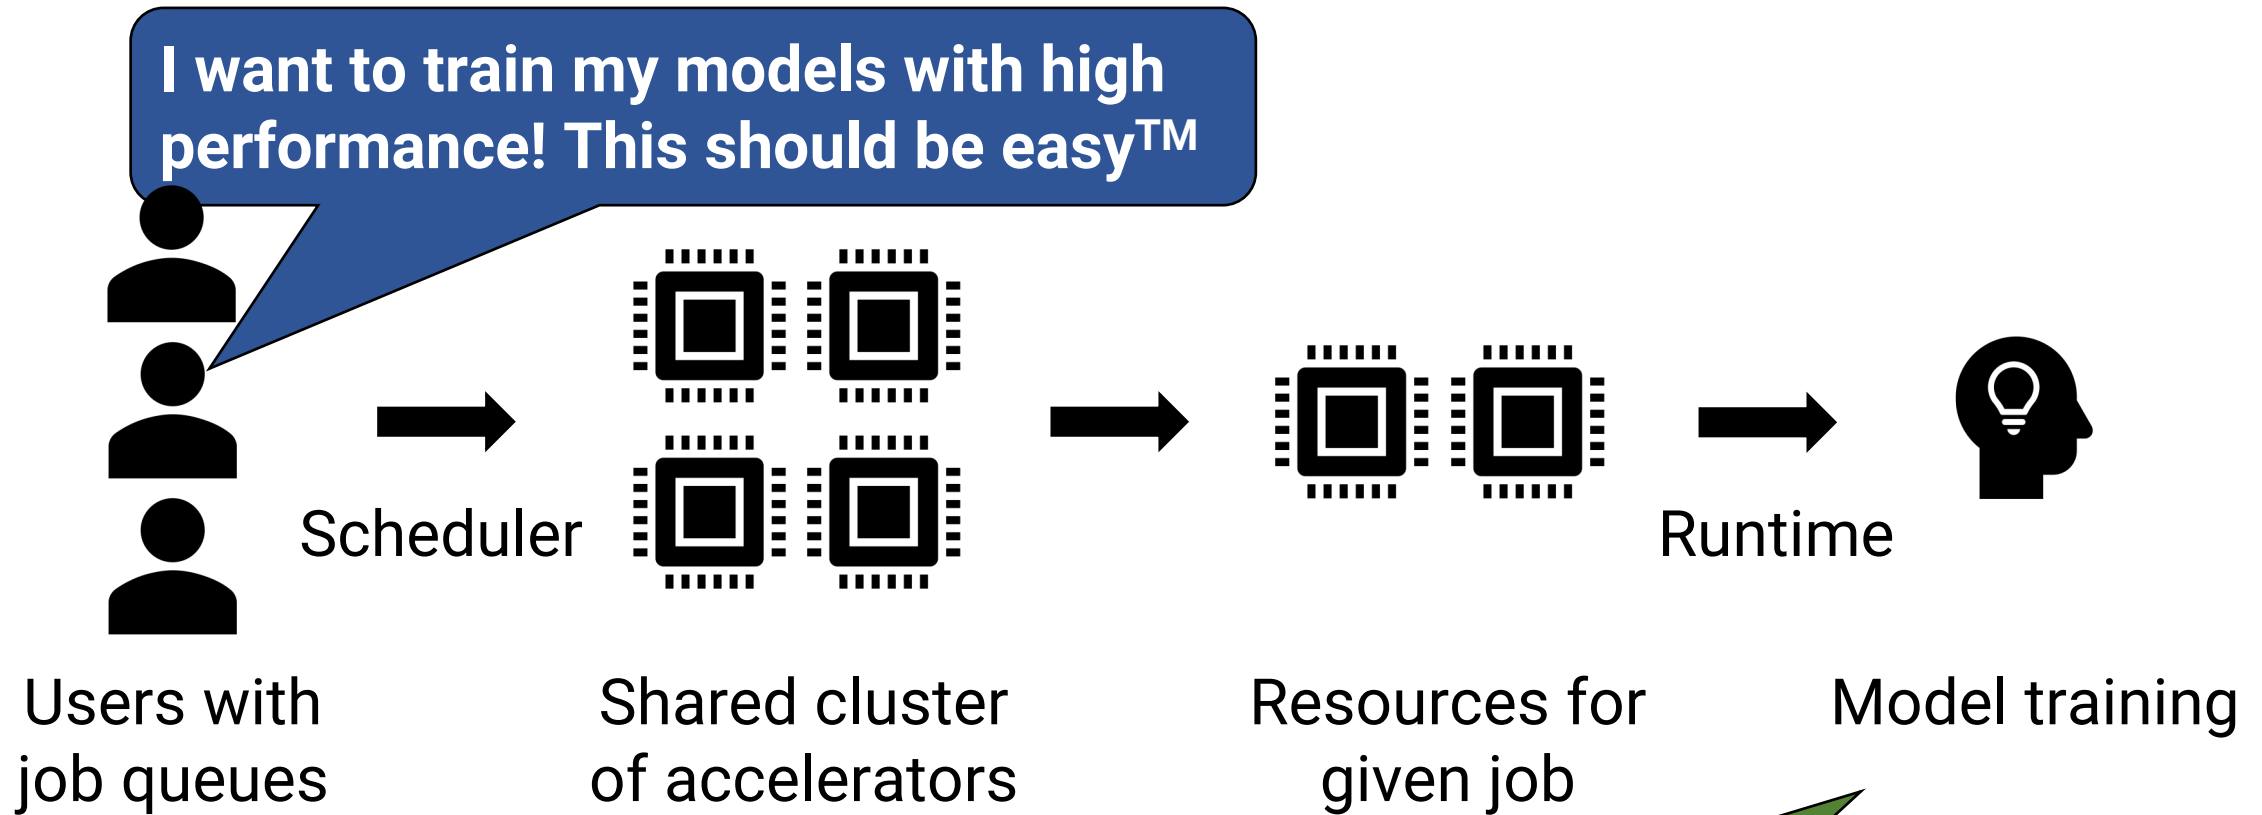 I want to train my models with high
performance! This should be easy™
Scheduler
Runtime
Users with
job queues
Shared cluster
of accelerators
Resources for
given job
Model training